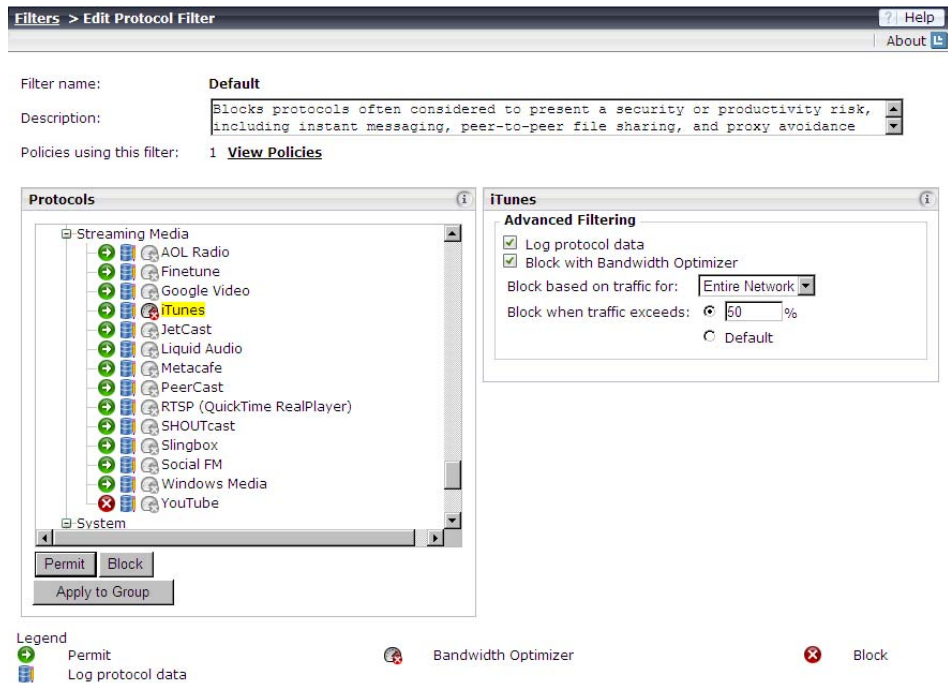 Filters > Edit Protocol Filter
? Help
About
Filter name: Default
Description: Blocks protocols often considered to present a security or productivity risk,
including instant messaging, peer-to-peer file sharing, and proxy avoidance
Policies using this filter: 1 View Policies
Protocols
Streaming Media
AOL Radio
Finetune
Google Video
iTunes
JetCast
Liquid Audio
Metacafe
PeerCast
RTSP (QuickTime RealPlayer)
SHOUTcast
Slingbox
Social FM
Windows Media
YouTube
System
Permit Block
Apply to Group
iTunes
Advanced Filtering
Log protocol data
Block with Bandwidth Optimizer
Block based on traffic for: Entire Network
Block when traffic exceeds: 50 %
Default
Legend
Permit Bandwidth Optimizer Block
Log protocol data